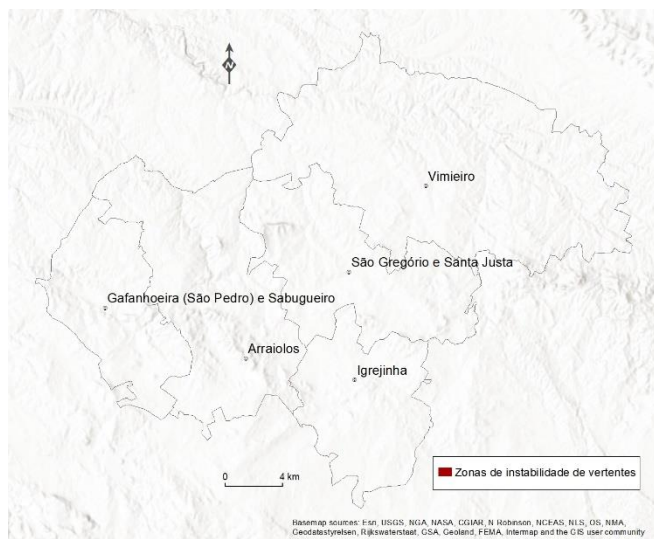 N
Vimieiro
São Gregório e Santa Justa
Gafanhoeira (São Pedro) e Sabugueiro
Arraiolos
Igrejinha
0 4 km
Zonas de instabilidade de vertentes
Basemap sources: Esri, USGS, NGA, NASA, CGIAR, N Robinson, NCEAS, NLS, OS, NMA,
Geodatastyrelsen, Rijkswaterstaat, GSA, Geoland, FEMA, Intermap and the GIS user community